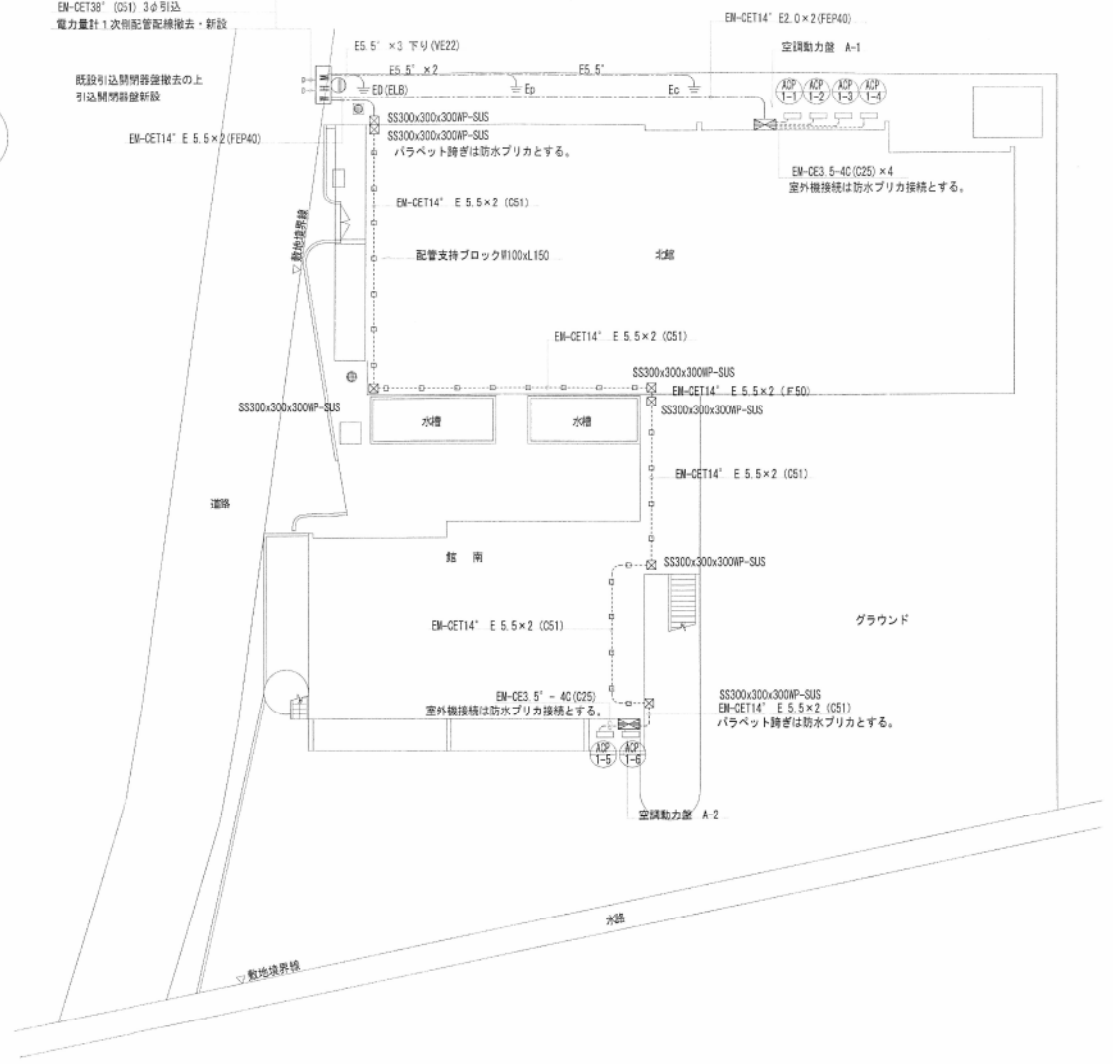 EM-CET38° (C51) 3φ引込
電力量計1次側配管配線撤去・新設
既設引込開閉器盤撤去の上
引込開閉器盤新設
E5.5° ×3 下り(VE22)
E5.5° ×2
E5.5°
ED(ELB)
Ep
Ec
EM-CET14° E2.0×2(FEP40)
空調動力盤 A-1
ACP 1-1
ACP 1-2
ACP 1-3
ACP 1-4
EM-CET14° E 5.5×2(FEP40)
SS300x300x300WP-SUS
SS300x300x300WP-SUS
パラペット跨ぎは防水プリカとする。
EM-CE3.5-4C(C25)×4
室外機接続は防水プリカ接続とする。
EM-CET14° E 5.5×2 (C51)
敷地境界線
配管支持ブロックW100xL150
北館
EM-CET14° E 5.5×2 (C51)
SS300x300x300WP-SUS
EM-CET14° E 5.5×2 (F50)
SS300x300x300WP-SUS
SS300x300x300WP-SUS
水槽
水槽
EM-CET14° E 5.5×2 (C51)
道路
館 南
SS300x300x300WP-SUS
EM-CET14° E 5.5×2 (C51)
グラウンド
EM-CE3.5° - 4C(C25)
室外機接続は防水プリカ接続とする。
SS300x300x300WP-SUS
EM-CET14° E 5.5×2 (C51)
パラペット跨ぎは防水プリカとする。
ACP 1-5
ACP 1-6
空調動力盤 A-2
水路
敷地境界線